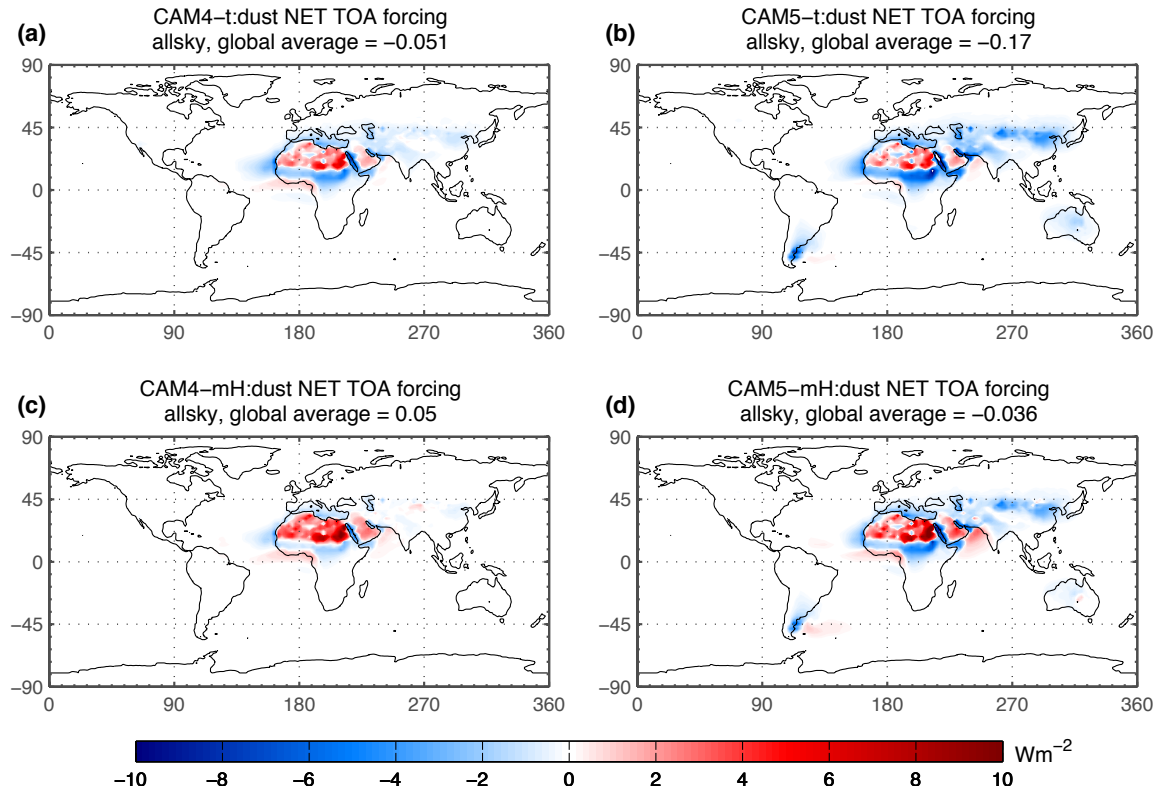 (a)
CAM4−t:dust NET TOA forcing
allsky, global average = −0.051
90
45
0
−45
−90
0 90 180 270 360
(b)
CAM5−t:dust NET TOA forcing
allsky, global average = −0.17
90
45
0
−45
−90
0 90 180 270 360
(c)
CAM4−mH:dust NET TOA forcing
allsky, global average = 0.05
90
45
0
−45
−90
0 90 180 270 360
(d)
CAM5−mH:dust NET TOA forcing
allsky, global average = −0.036
90
45
0
−45
−90
0 90 180 270 360
Wm−2
−10 −8 −6 −4 −2 0 2 4 6 8 10